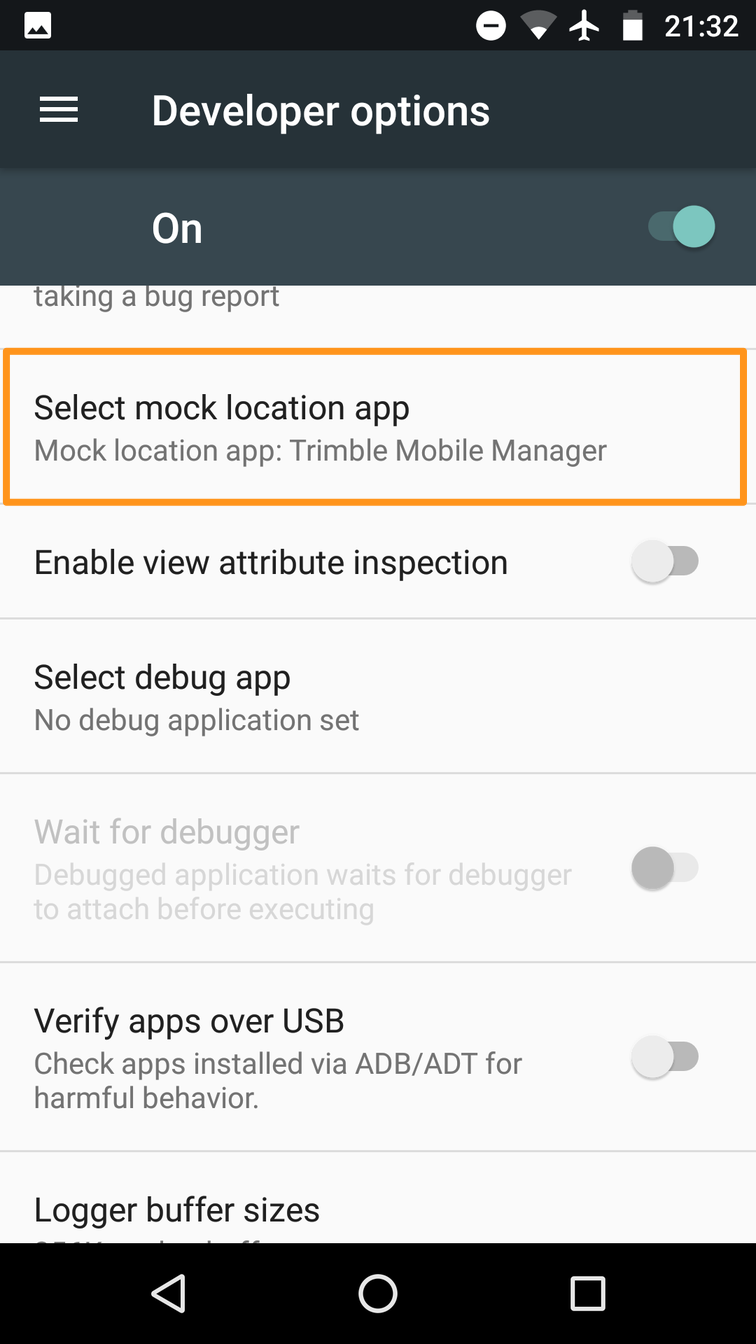 21:32
Developer options
On
taking a bug report
Select mock location app
Mock location app: Trimble Mobile Manager
Enable view attribute inspection
Select debug app
No debug application set
Wait for debugger
Debugged application waits for debugger
to attach before executing
Verify apps over USB
Check apps installed via ADB/ADT for
harmful behavior.
Logger buffer sizes